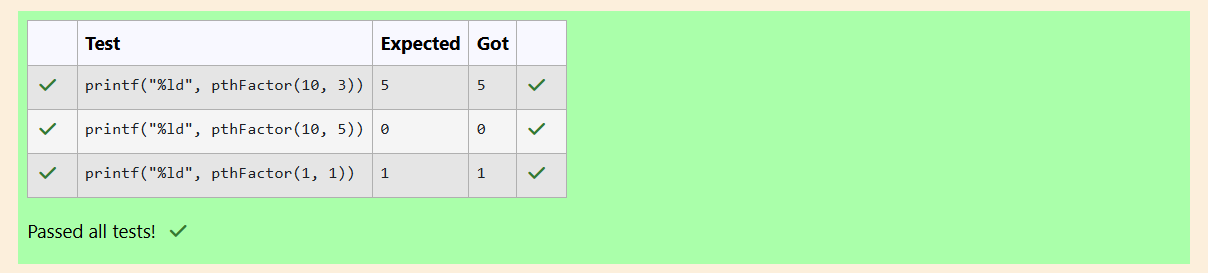 Test Expected Got
printf("%ld", pthFactor(10, 3)) 5 5
printf("%ld", pthFactor(10, 5)) 0 0
printf("%ld", pthFactor(1, 1)) 1 1
Passed all tests!